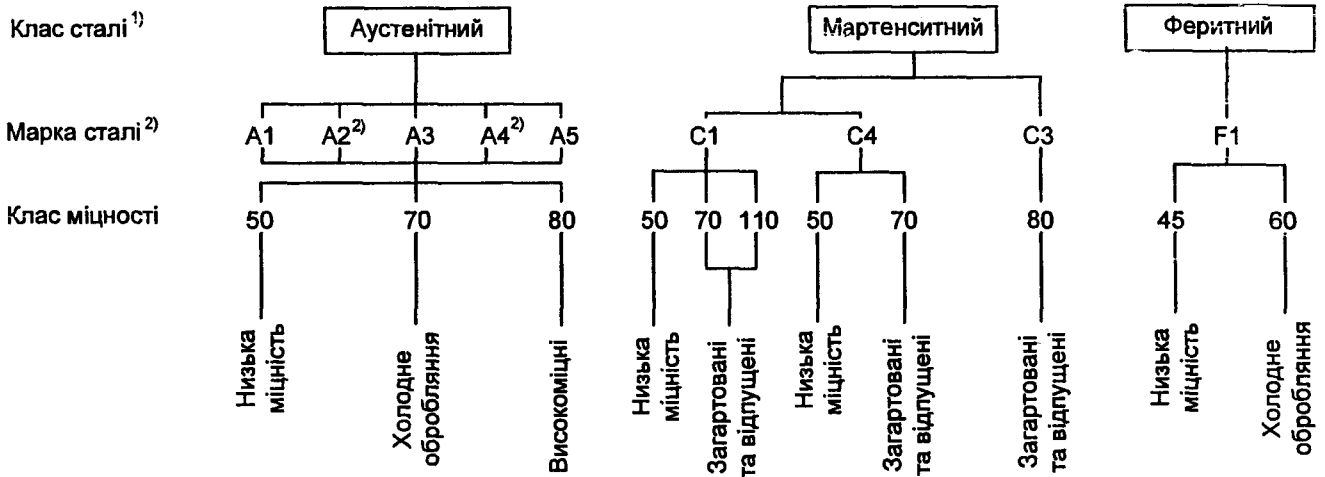 Клас сталі 1)
Аустенітний
Мартенситний
Феритний
Марка сталі 2)
A1 A2 2) A3 A4 2) A5
C1 C4 C3
F1
Клас міцності
50 70 80
50 70 110
50 70
80
45 60
Низька
міцність
Холодне
обробляння
Високоміцні
Низька
міцність
Загартовані
та відпущені
Низька
міцність
Загартовані
та відпущені
Загартовані
та відпущені
Низька
міцність
Холодне
обробляння